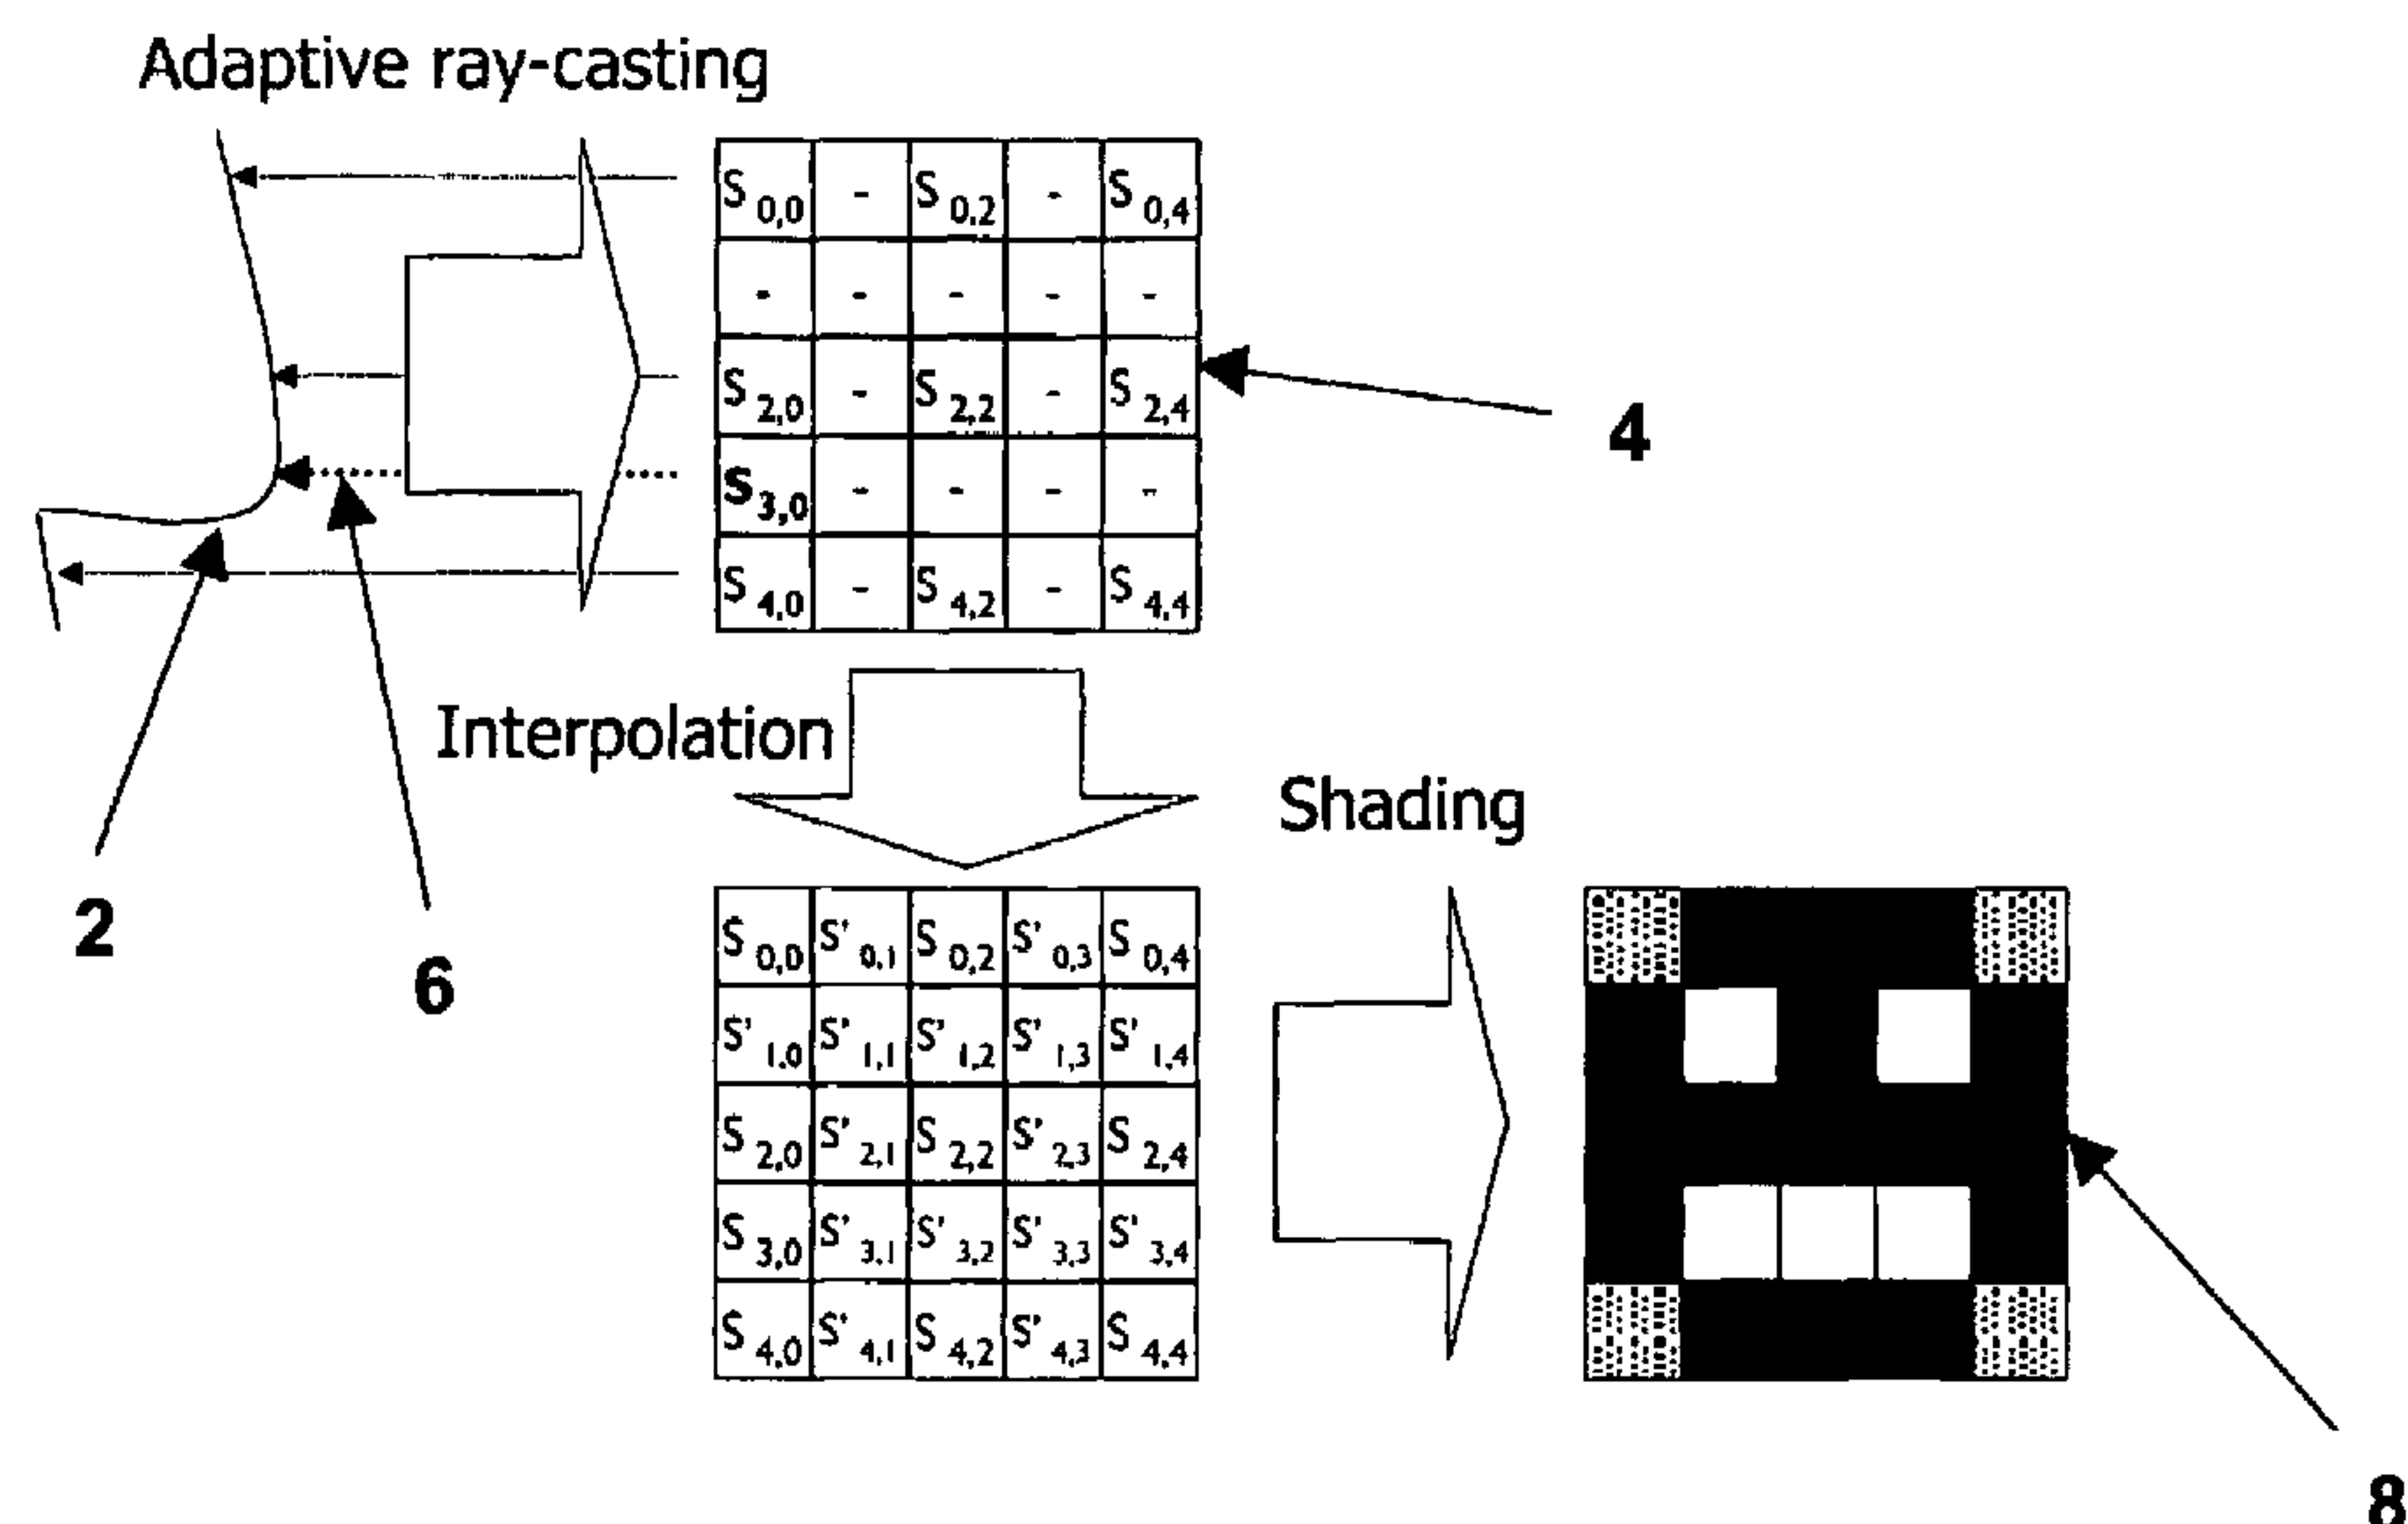 Adaptive ray-casting
S 0,0 - S 0,2 - S 0,4
- - - - -
S 2,0 - S 2,2 - S 2,4
S 3,0 - - - -
S 4,0 - S 4,2 - S 4,4
4
Interpolation
Shading
2
6
S 0,0 S' 0,1 S 0,2 S' 0,3 S 0,4
S' 1,0 S' 1,1 S' 1,2 S' 1,3 S' 1,4
S 2,0 S' 2,1 S 2,2 S' 2,3 S 2,4
S 3,0 S' 3,1 S' 3,2 S' 3,3 S' 3,4
S 4,0 S' 4,1 S 4,2 S' 4,3 S 4,4
8